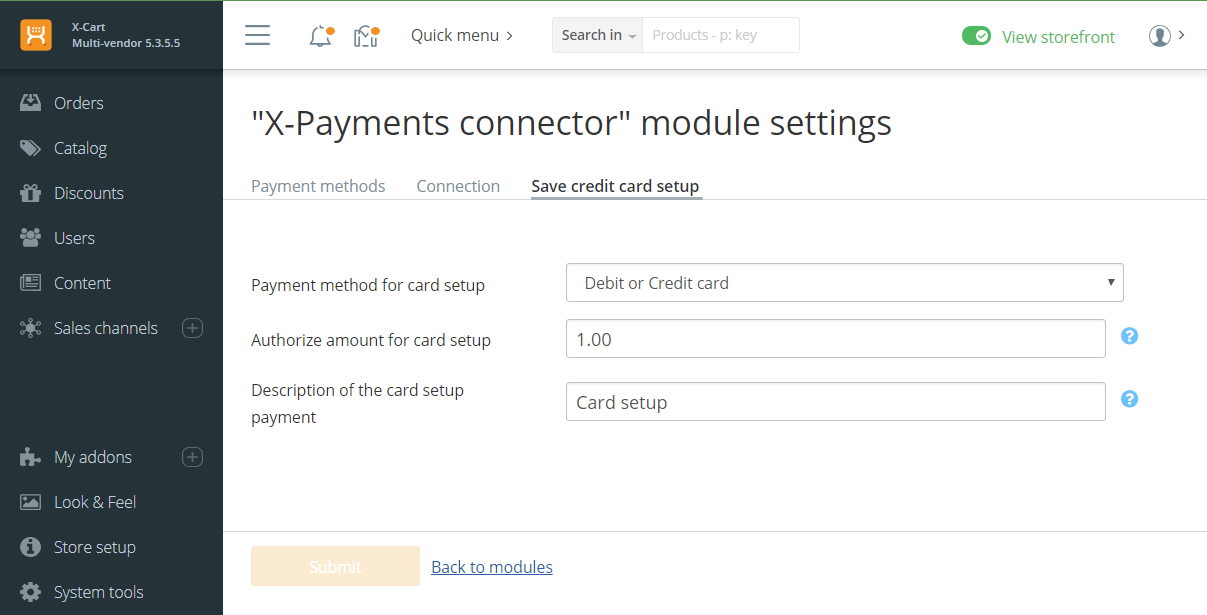 X-Cart
Multi-vendor 5.3.5.5
Quick menu
Search in
Products - p: key
View storefront
Orders
Catalog
Discounts
Users
Content
Sales channels
My addons
Look & Feel
Store setup
System tools
"X-Payments connector" module settings
Payment methods
Connection
Save credit card setup
Payment method for card setup
Debit or Credit card
Authorize amount for card setup
1.00
Description of the card setup
payment
Card setup
Submit
Back to modules